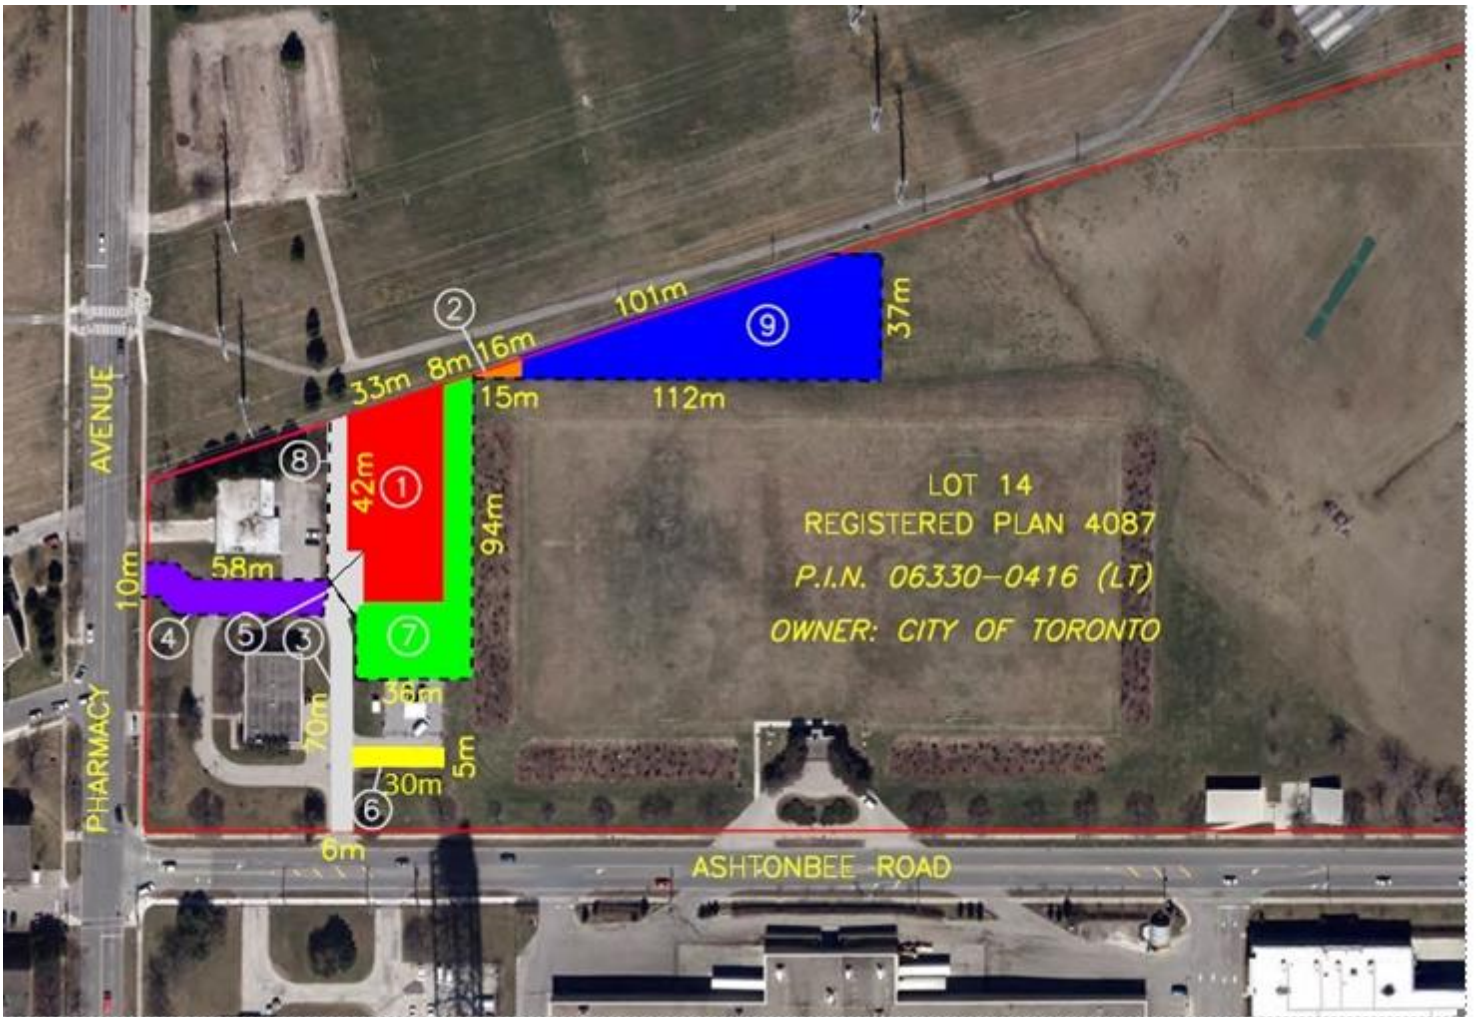 2
101m
9
37m
8m
16m
33m
15m
112m
AVENUE
8
42m
1
94m
LOT 14
REGISTERED PLAN 4087
P.I.N. 06330-0416 (LT)
OWNER: CITY OF TORONTO
10m
58m
4
5
3
7
36m
PHARMACY
70m
5m
30m
6
6m
ASHTONBEE ROAD